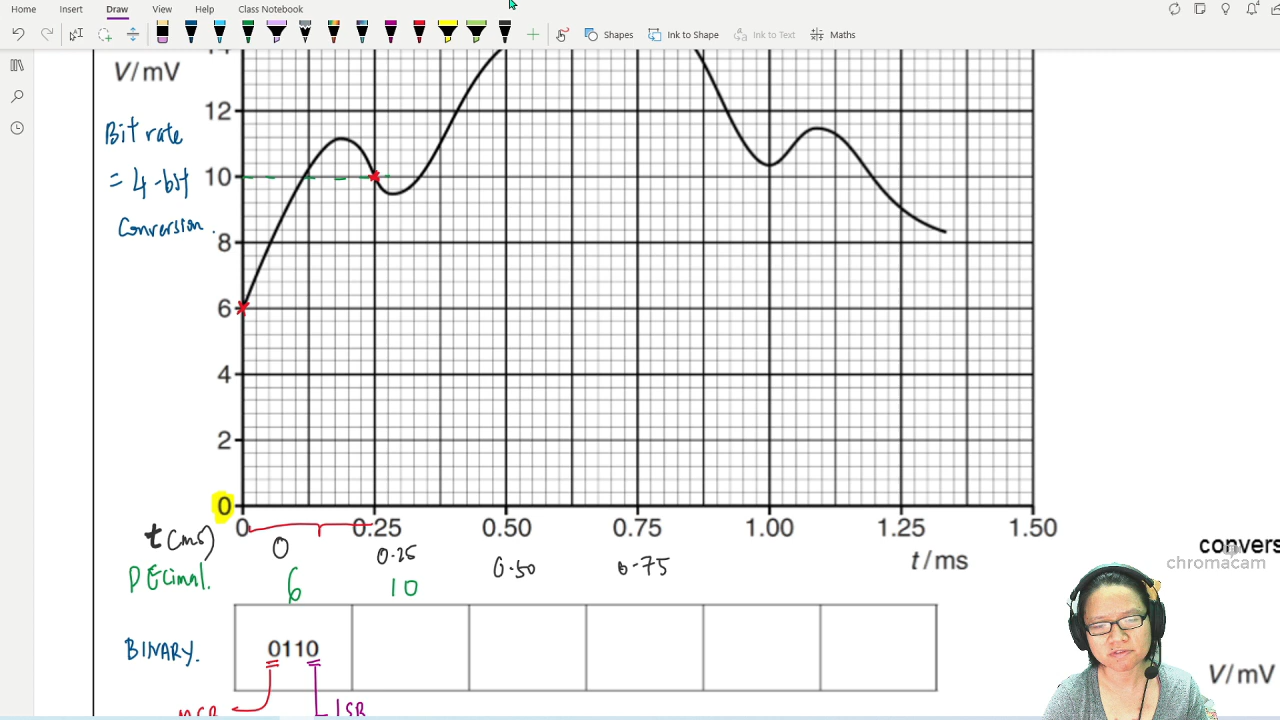 Home Insert Draw View Help Class Notebook
Shapes Ink to Shape Ink to Text Maths
14
V/mV
12
Bit rate
= 4-bit
Conversion.
10
8
6
4
2
0
0 0.25 0.50 0.75 1.00 1.25 1.50
t/ms
t(ms) 0 0.25 0.50 0.75
DECimal. 6 10
BINARY. 0110
MSB LSB
convers
chromacam
V/mV